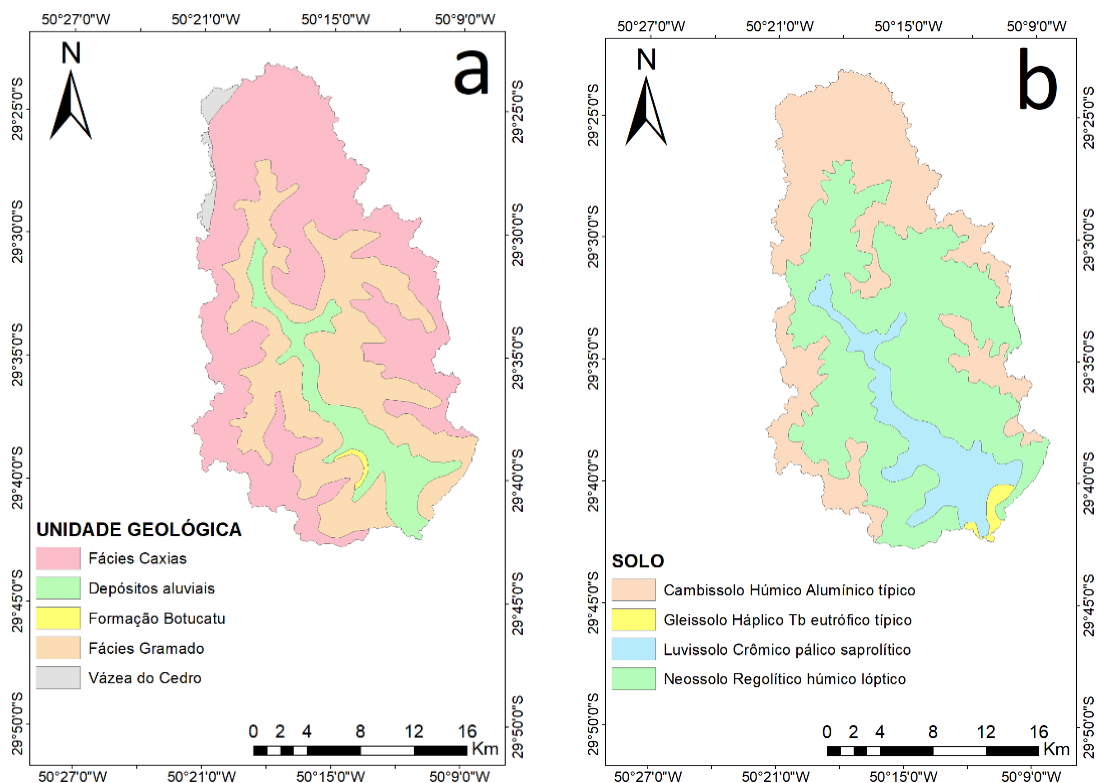 50°27'0"W 50°21'0"W 50°15'0"W 50°9'0"W
N
a
29°25'0"S 29°25'0"S
29°30'0"S 29°30'0"S
29°35'0"S 29°35'0"S
29°40'0"S 29°40'0"S
29°45'0"S 29°45'0"S
29°50'0"S 29°50'0"S
UNIDADE GEOLÓGICA
Fácies Caxias
Depósitos aluviais
Formação Botucatu
Fácies Gramado
Vázea do Cedro
0 2 4 8 12 16
Km
50°27'0"W 50°21'0"W 50°15'0"W 50°9'0"W
50°27'0"W 50°21'0"W 50°15'0"W 50°9'0"W
N
b
29°25'0"S 29°25'0"S
29°30'0"S 29°30'0"S
29°35'0"S 29°35'0"S
29°40'0"S 29°40'0"S
29°45'0"S 29°45'0"S
29°50'0"S 29°50'0"S
SOLO
Cambissolo Húmico Alumínico típico
Gleissolo Háplico Tb eutrófico típico
Luvissolo Crômico pálico saprolítico
Neossolo Regolítico húmico lóptico
0 2 4 8 12 16
Km
50°27'0"W 50°21'0"W 50°15'0"W 50°9'0"W